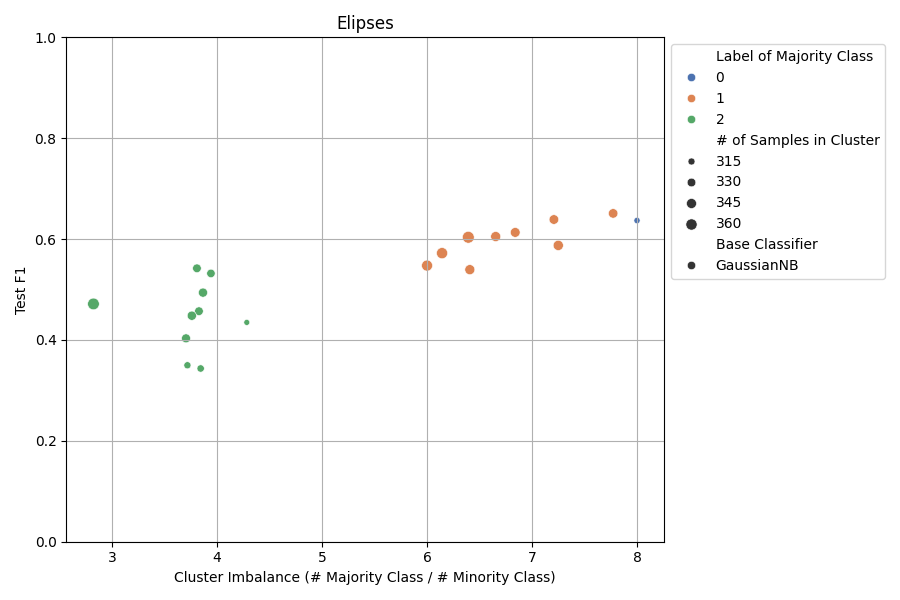 Elipses
1.0
0.8
0.6
0.4
0.2
0.0
Test F1
3
4
5
6
7
8
Cluster Imbalance (# Majority Class / # Minority Class)
Label of Majority Class
0
1
2
# of Samples in Cluster
315
330
345
360
Base Classifier
GaussianNB